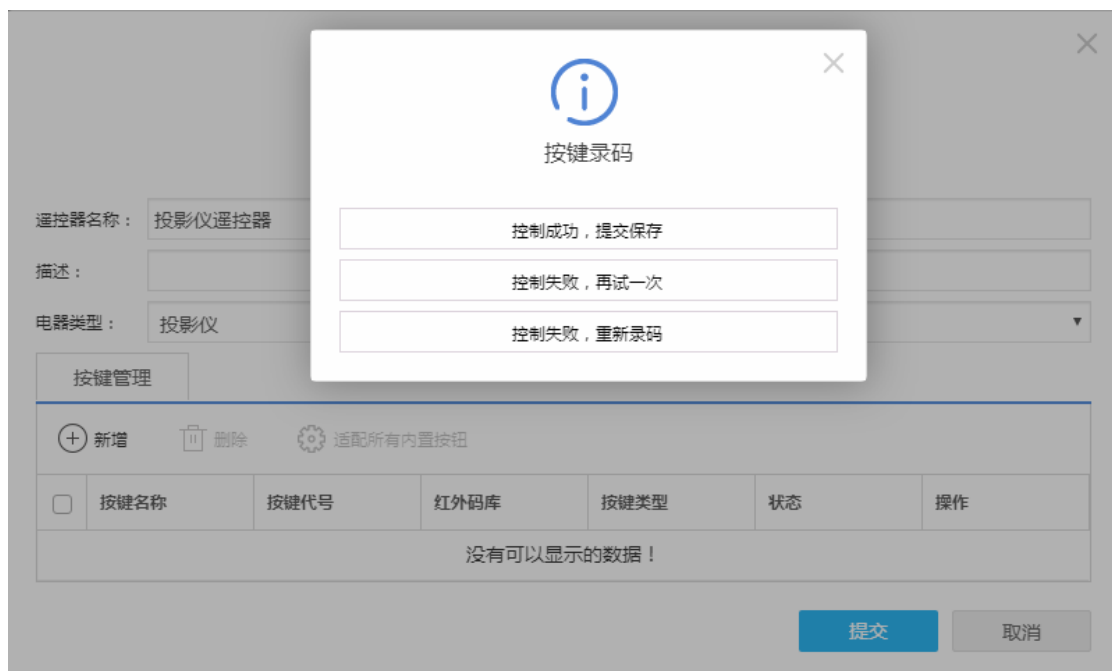 按键录码
控制成功，提交保存
控制失败，再试一次
控制失败，重新录码
遥控器名称： 投影仪遥控器
描述：
电器类型： 投影仪
按键管理
新增 删除 适配所有内置按钮
按键名称 按键代号 红外码库 按键类型 状态 操作
没有可以显示的数据！
提交 取消